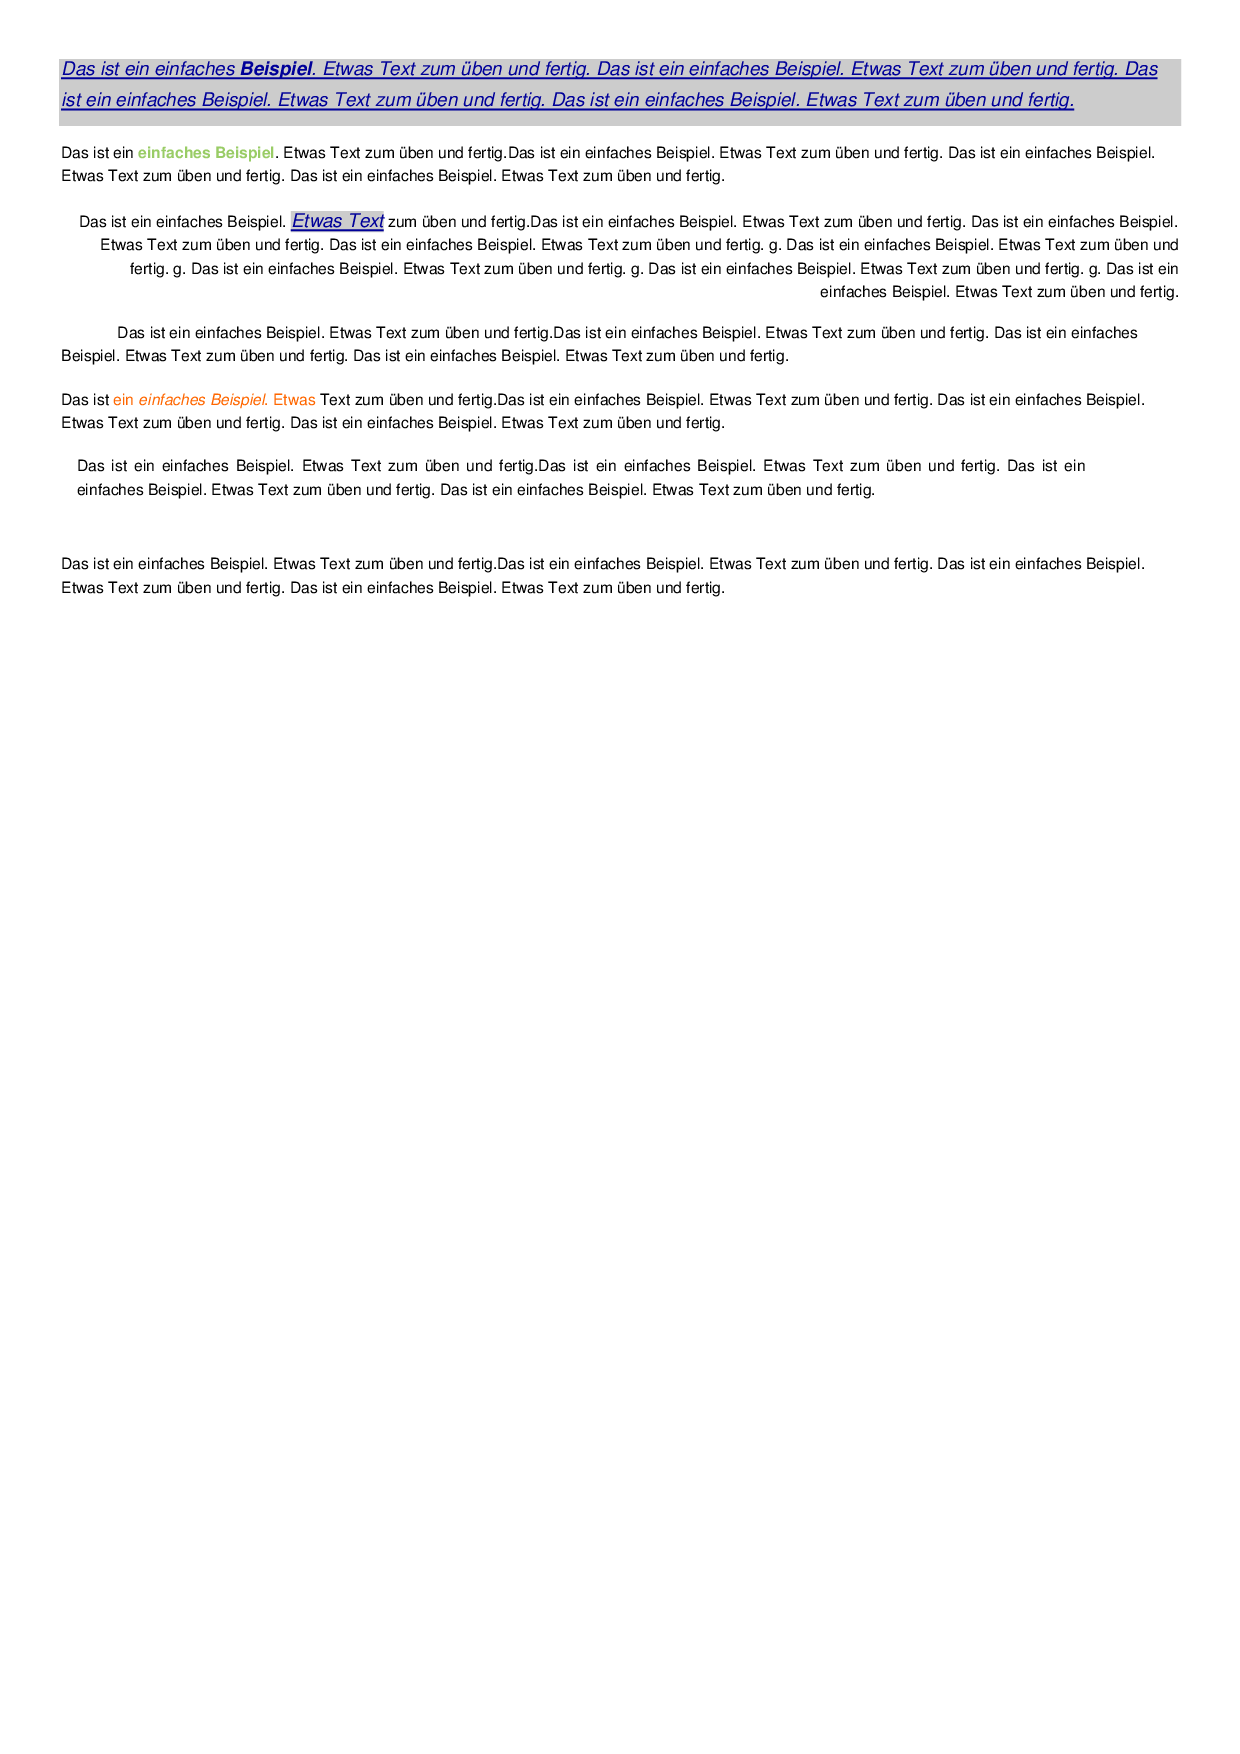 Das ist ein einfaches Beispiel. Etwas Text zum üben und fertig. Das ist ein einfaches Beispiel. Etwas Text zum üben und fertig. Das
ist ein einfaches Beispiel. Etwas Text zum üben und fertig. Das ist ein einfaches Beispiel. Etwas Text zum üben und fertig.
Das ist ein einfaches Beispiel. Etwas Text zum üben und fertig.Das ist ein einfaches Beispiel. Etwas Text zum üben und fertig. Das ist ein einfaches Beispiel.
Etwas Text zum üben und fertig. Das ist ein einfaches Beispiel. Etwas Text zum üben und fertig.
Das ist ein einfaches Beispiel. Etwas Text zum üben und fertig.Das ist ein einfaches Beispiel. Etwas Text zum üben und fertig. Das ist ein einfaches Beispiel.
Etwas Text zum üben und fertig. Das ist ein einfaches Beispiel. Etwas Text zum üben und fertig. g. Das ist ein einfaches Beispiel. Etwas Text zum üben und
fertig. g. Das ist ein einfaches Beispiel. Etwas Text zum üben und fertig. g. Das ist ein einfaches Beispiel. Etwas Text zum üben und fertig. g. Das ist ein
einfaches Beispiel. Etwas Text zum üben und fertig.
Das ist ein einfaches Beispiel. Etwas Text zum üben und fertig.Das ist ein einfaches Beispiel. Etwas Text zum üben und fertig. Das ist ein einfaches
Beispiel. Etwas Text zum üben und fertig. Das ist ein einfaches Beispiel. Etwas Text zum üben und fertig.
Das ist ein einfaches Beispiel. Etwas Text zum üben und fertig.Das ist ein einfaches Beispiel. Etwas Text zum üben und fertig. Das ist ein einfaches Beispiel.
Etwas Text zum üben und fertig. Das ist ein einfaches Beispiel. Etwas Text zum üben und fertig.
Das ist ein einfaches Beispiel. Etwas Text zum üben und fertig.Das ist ein einfaches Beispiel. Etwas Text zum üben und fertig. Das ist ein
einfaches Beispiel. Etwas Text zum üben und fertig. Das ist ein einfaches Beispiel. Etwas Text zum üben und fertig.
Das ist ein einfaches Beispiel. Etwas Text zum üben und fertig.Das ist ein einfaches Beispiel. Etwas Text zum üben und fertig. Das ist ein einfaches Beispiel.
Etwas Text zum üben und fertig. Das ist ein einfaches Beispiel. Etwas Text zum üben und fertig.